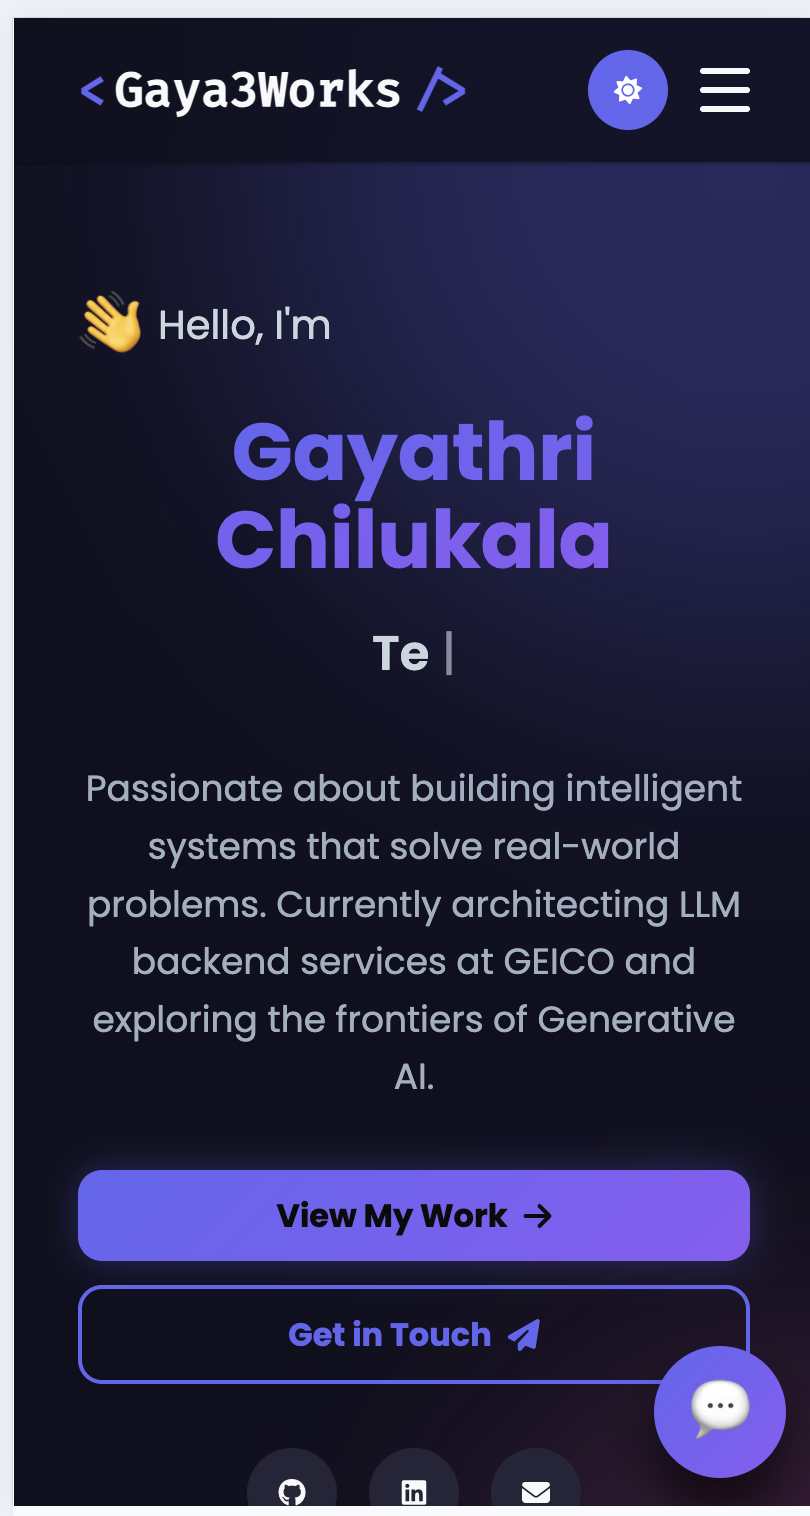 <Gaya3Works />
👋 Hello, I'm
Gayathri
Chilukala
Te |
Passionate about building intelligent
systems that solve real-world
problems. Currently architecting LLM
backend services at GEICO and
exploring the frontiers of Generative
AI.
View My Work →
Get in Touch